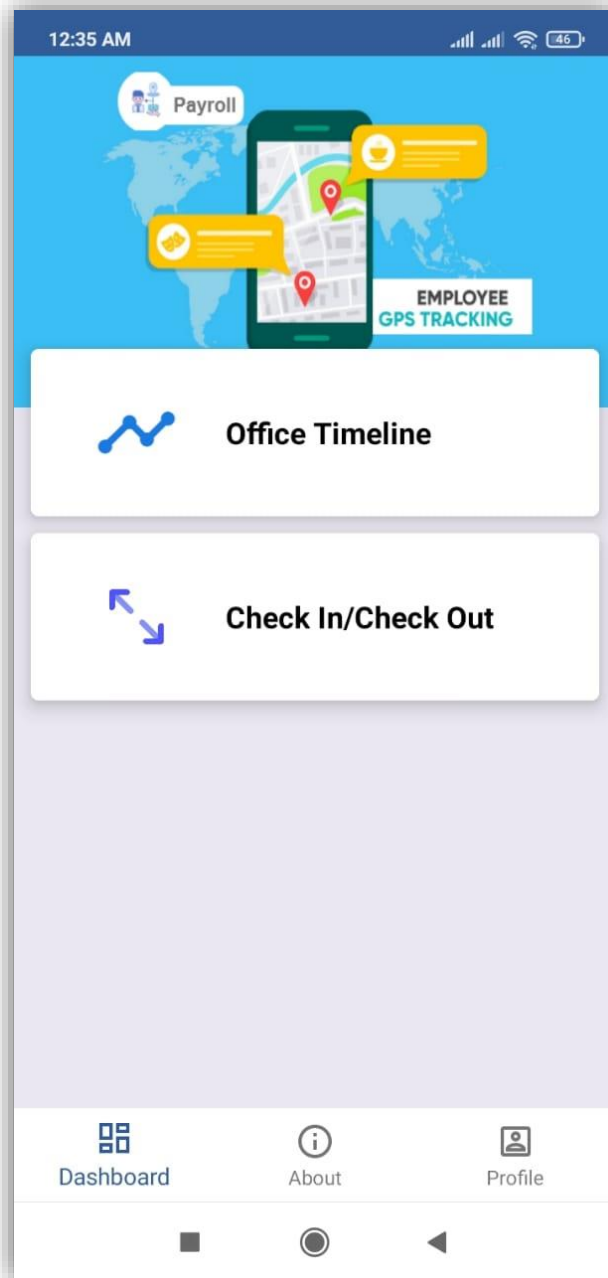 12:35 AM
46
Payroll
EMPLOYEE
GPS TRACKING
Office Timeline
Check In/Check Out
Dashboard
About
Profile